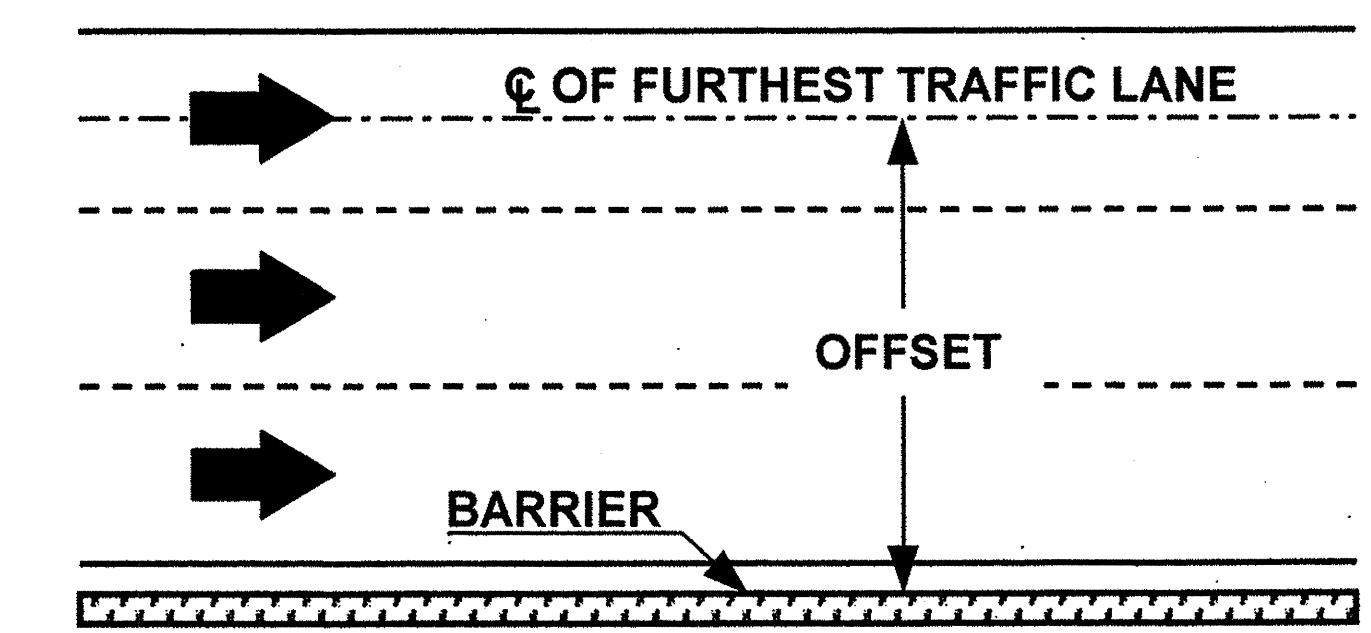 ℄ OF FURTHEST TRAFFIC LANE
OFFSET
BARRIER